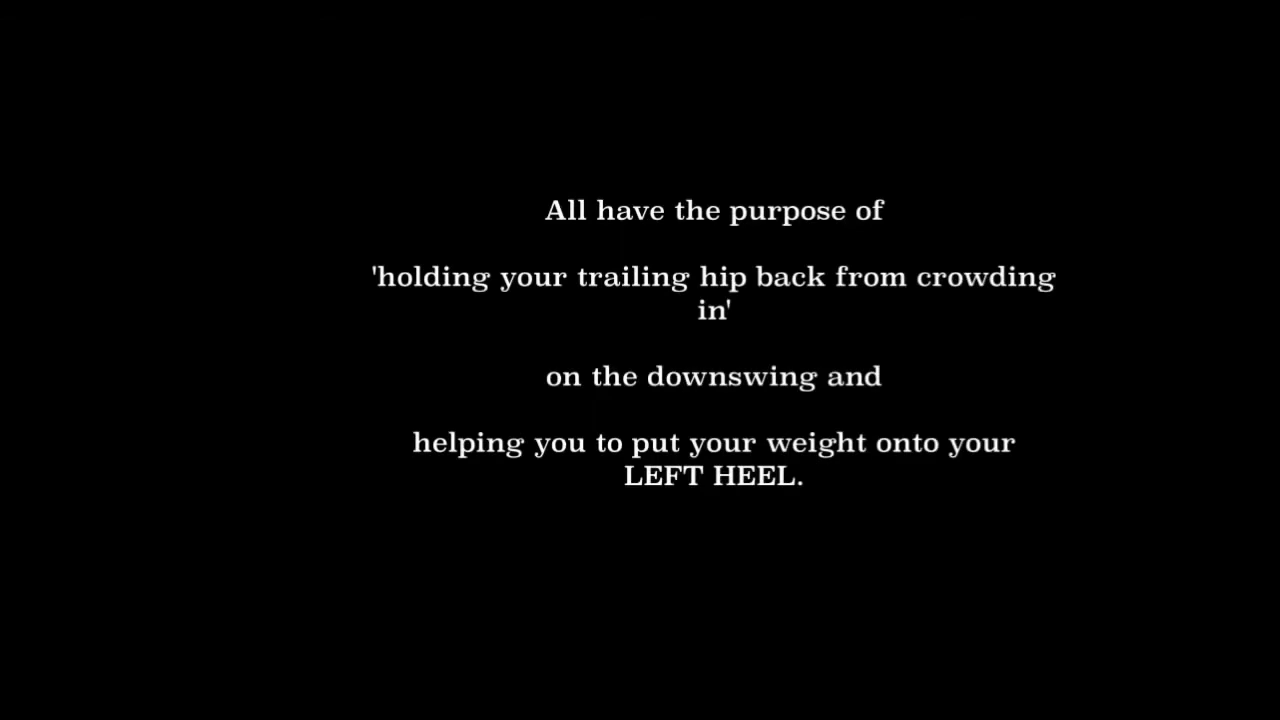 All have the purpose of
'holding your trailing hip back from crowding
in'
on the downswing and
helping you to put your weight onto your
LEFT HEEL.